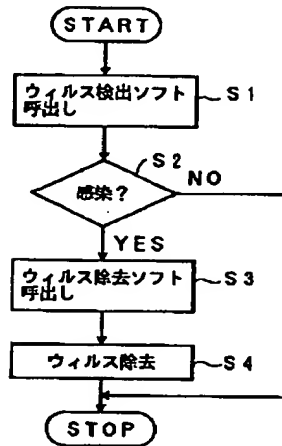 START
ウィルス検出ソフト
呼出し
S1
S2
感染?
NO
YES
ウィルス除去ソフト
呼出し
S3
ウィルス除去
S4
STOP